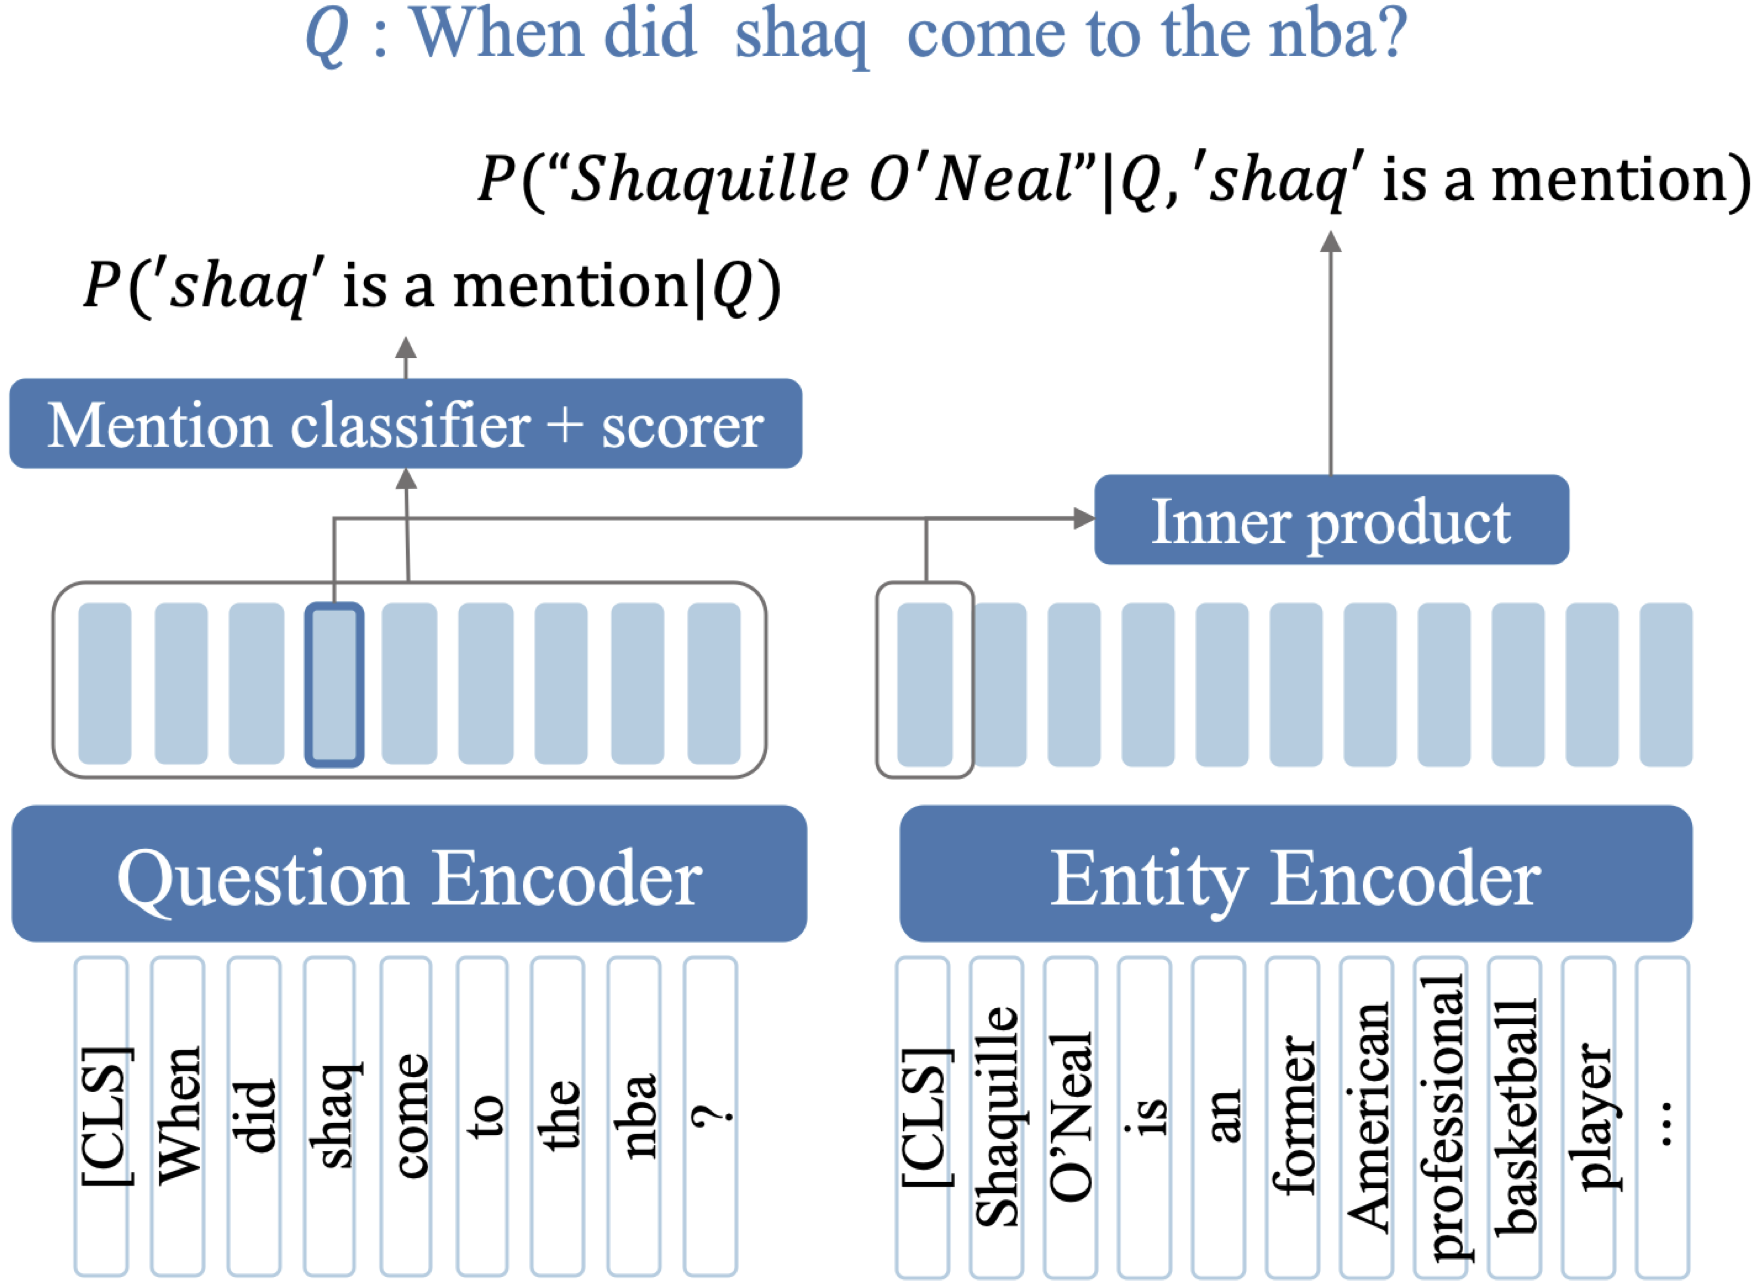 Q : When did shaq come to the nba?
P(“Shaquille O′Neal”|Q, ′shaq′ is a mention)
P(′shaq′ is a mention|Q)
Mention classifier + scorer
Inner product
Question Encoder
Entity Encoder
[CLS]
When
did
shaq
come
to
the
nba
?
[CLS]
Shaquille
O’Neal
is
an
former
American
professional
basketball
player
...